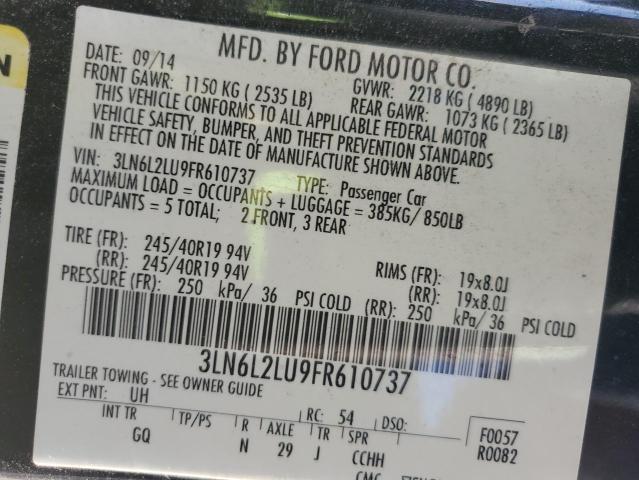 MFD. BY FORD MOTOR CO.
DATE: 09/14 GVWR: 2218 KG ( 4890 LB)
FRONT GAWR: 1150 KG ( 2535 LB) REAR GAWR: 1073 KG ( 2365 LB)
THIS VEHICLE CONFORMS TO ALL APPLICABLE FEDERAL MOTOR
VEHICLE SAFETY, BUMPER, AND THEFT PREVENTION STANDARDS
IN EFFECT ON THE DATE OF MANUFACTURE SHOWN ABOVE.
VIN: 3LN6L2LU9FR610737 TYPE: Passenger Car
MAXIMUM LOAD = OCCUPANTS + LUGGAGE = 385KG/ 850LB
OCCUPANTS = 5 TOTAL; 2 FRONT, 3 REAR
TIRE (FR): 245/40R19 94V RIMS (FR): 19x8.0J
(RR): 245/40R19 94V (RR): 19x8.0J
PRESSURE (FR): 250 kPa/ 36 PSI COLD (RR): 250 kPa/ 36 PSI COLD
3LN6L2LU9FR610737
TRAILER TOWING - SEE OWNER GUIDE
EXT PNT: UH RC: 54 DSO: F0057
INT TR TP/PS R AXLE TR SPR R0082
GQ N 29 J CCHH
N